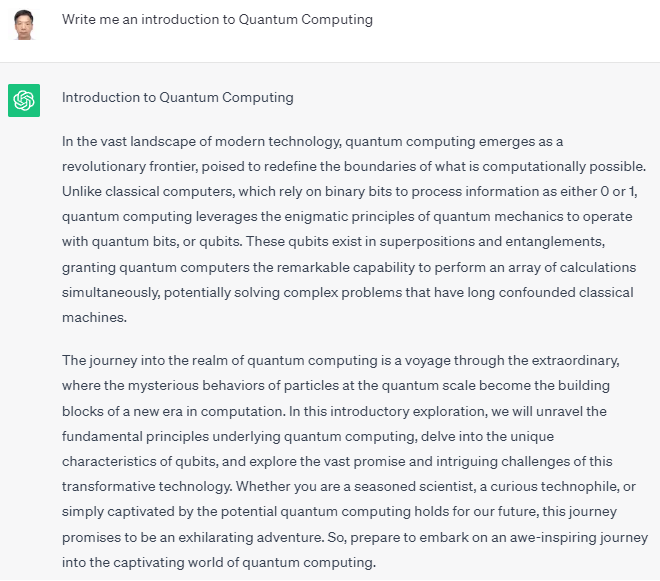 Write me an introduction to Quantum Computing
Introduction to Quantum Computing
In the vast landscape of modern technology, quantum computing emerges as a
revolutionary frontier, poised to redefine the boundaries of what is computationally possible.
Unlike classical computers, which rely on binary bits to process information as either 0 or 1,
quantum computing leverages the enigmatic principles of quantum mechanics to operate
with quantum bits, or qubits. These qubits exist in superpositions and entanglements,
granting quantum computers the remarkable capability to perform an array of calculations
simultaneously, potentially solving complex problems that have long confounded classical
machines.
The journey into the realm of quantum computing is a voyage through the extraordinary,
where the mysterious behaviors of particles at the quantum scale become the building
blocks of a new era in computation. In this introductory exploration, we will unravel the
fundamental principles underlying quantum computing, delve into the unique
characteristics of qubits, and explore the vast promise and intriguing challenges of this
transformative technology. Whether you are a seasoned scientist, a curious technophile, or
simply captivated by the potential quantum computing holds for our future, this journey
promises to be an exhilarating adventure. So, prepare to embark on an awe-inspiring journey
into the captivating world of quantum computing.